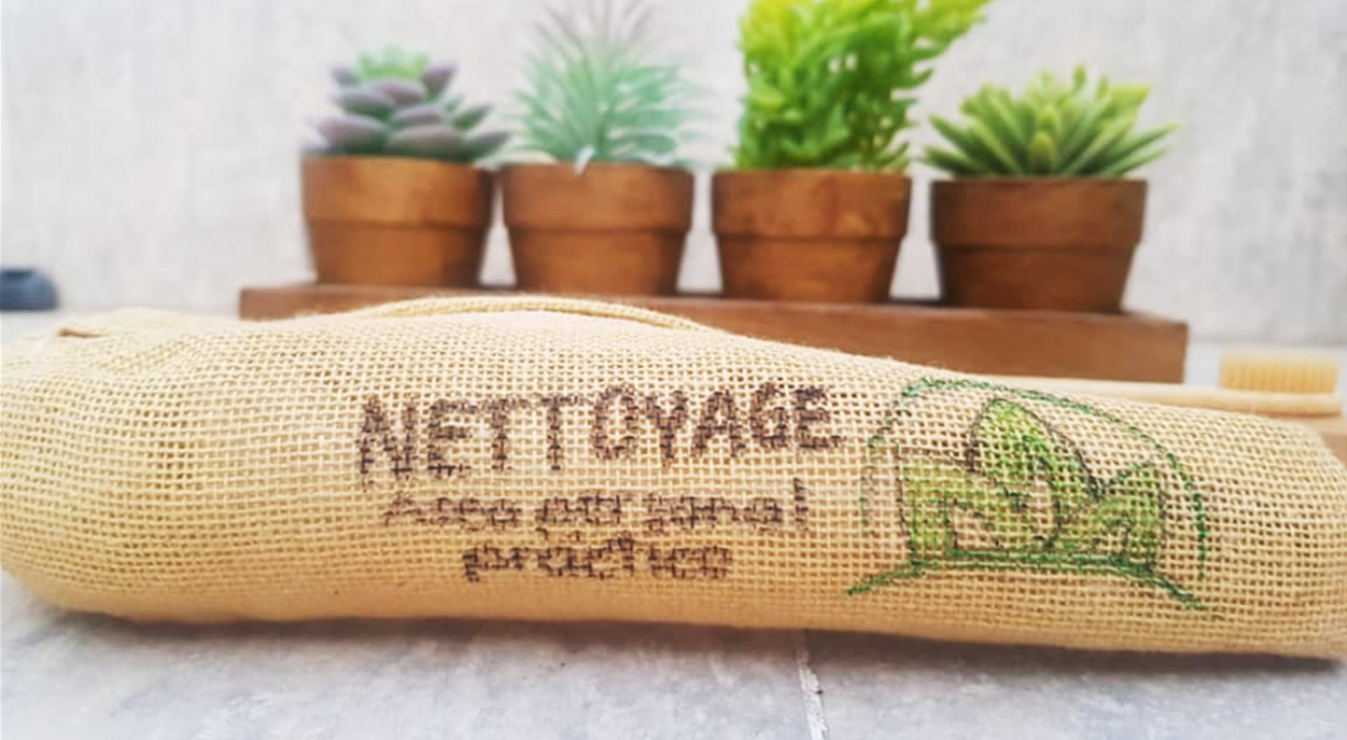 NETTOYAGE
Aseo personal
práctico